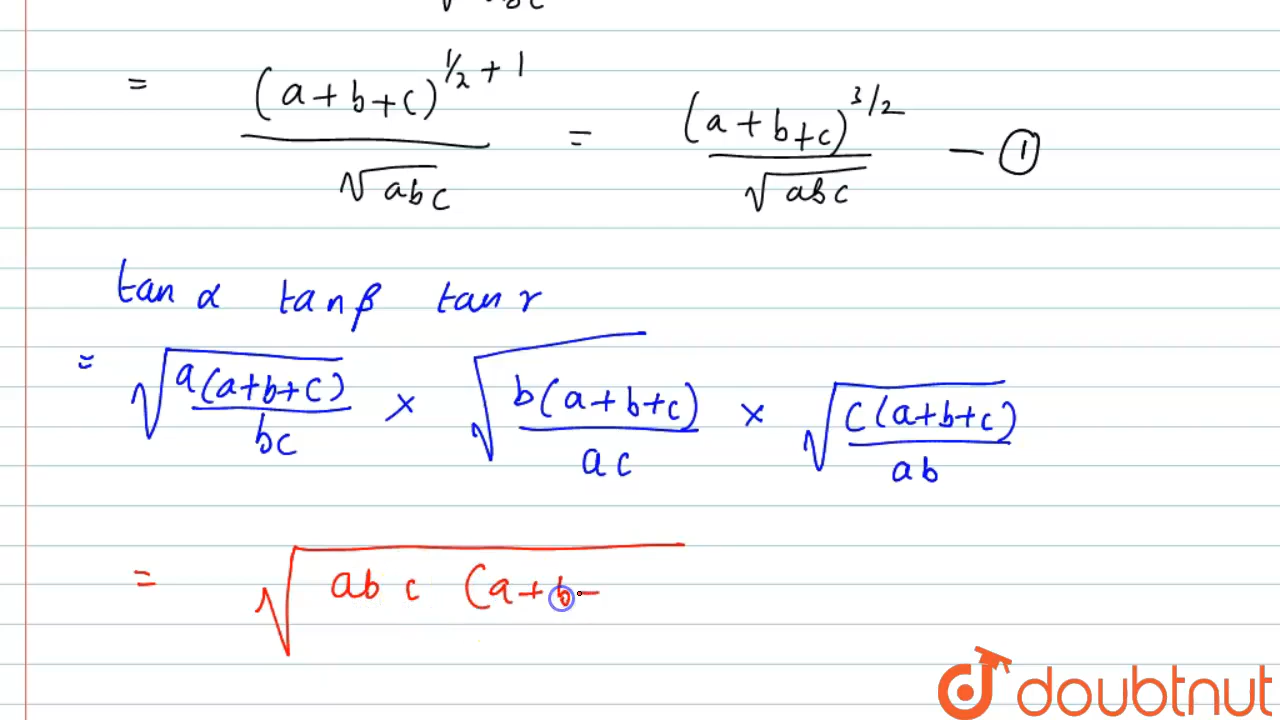 = (a+b+c)^{1/2 + 1} / √abc = (a+b+c)^{3/2} / √abc — ①
tan α tan β tan γ
= √(a(a+b+c) / bc) × √(b(a+b+c) / ac) × √(c(a+b+c) / ab)
= √abc (a+b-
doubtnut